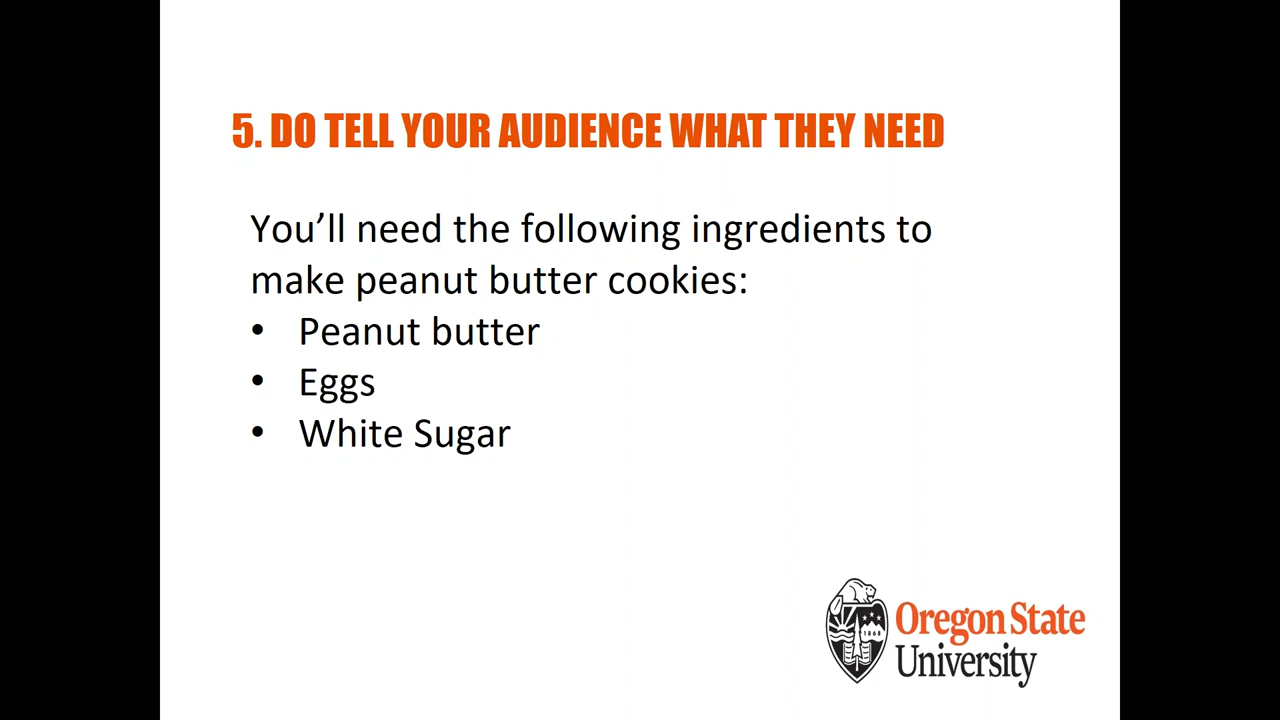 5. DO TELL YOUR AUDIENCE WHAT THEY NEED
You’ll need the following ingredients to
make peanut butter cookies:
• Peanut butter
• Eggs
• White Sugar
1868
Oregon State
University